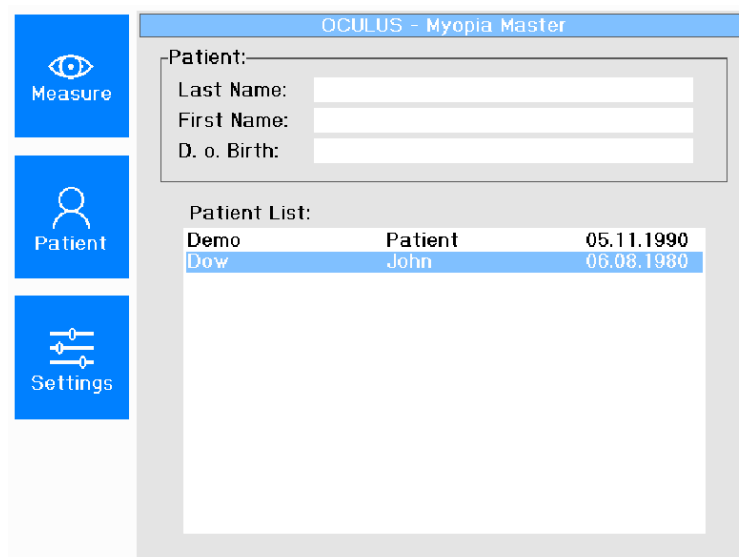 OCULUS - Myopia Master
Measure
Patient
Settings
Patient:
Last Name:
First Name:
D. o. Birth:
Patient List:
Demo Patient 05.11.1990
Dow John 06.08.1980